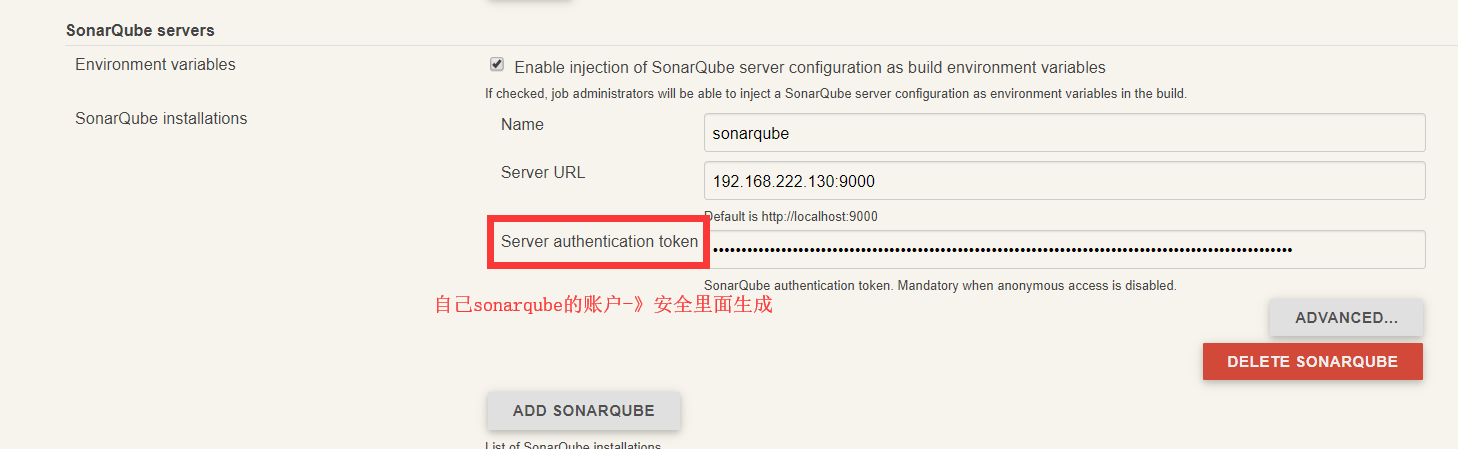 SonarQube servers
Environment variables
Enable injection of SonarQube server configuration as build environment variables
If checked, job administrators will be able to inject a SonarQube server configuration as environment variables in the build.
SonarQube installations
Name
sonarqube
Server URL
192.168.222.130:9000
Default is http://localhost:9000
Server authentication token
SonarQube authentication token. Mandatory when anonymous access is disabled.
自己sonarqube的账户-》安全里面生成
ADVANCED...
DELETE SONARQUBE
ADD SONARQUBE
List of SonarQube installations